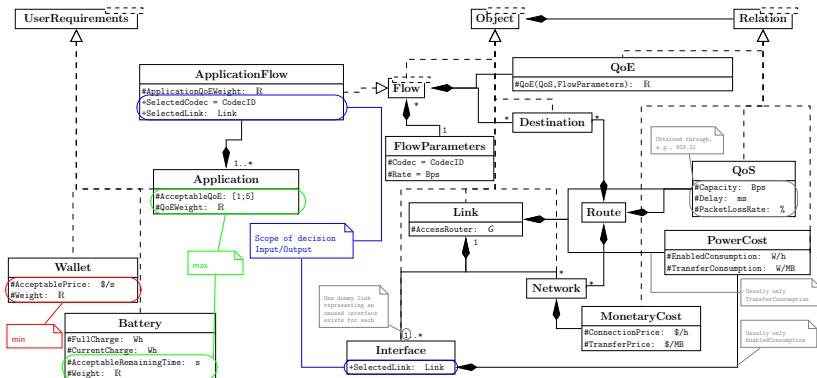 UserRequirements
Object
Relation
ApplicationFlow
#ApplicationQoEWeight: ℝ
+SelectedCodec = CodecID
+SelectedLink: Link
Flow
*
QoE
#QoE(QoS,FlowParameters): ℝ
*
Destination
*
1
FlowParameters
#Codec = CodecID
#Rate = Bps
Obtained through,
e.g., 802.21
1..*
Application
#AcceptableQoE: [1;5]
#QoEWeight: ℝ
QoS
#Capacity: Bps
#Delay: ms
#PacketLossRate: %
Link
#AccessRouter: G
1
Route
*
Scope of decision
Input/Output
PowerCost
#EnabledConsumption: W/h
#TransferConsumption: W/MB
max
Wallet
#AcceptablePrice: $/s
#Weight: ℝ
*
Network
*
Usually only
TransferConsumption
One dummy link
representing an
unused interface
exists for each
MonetaryCost
#ConnectionPrice: $/h
#TransferPrice: $/MB
min
Battery
#FullCharge: Wh
#CurrentCharge: Wh
#AcceptableRemainingTime: s
#Weight: ℝ
1..*
Interface
+SelectedLink: Link
Usually only
EnabledConsumption